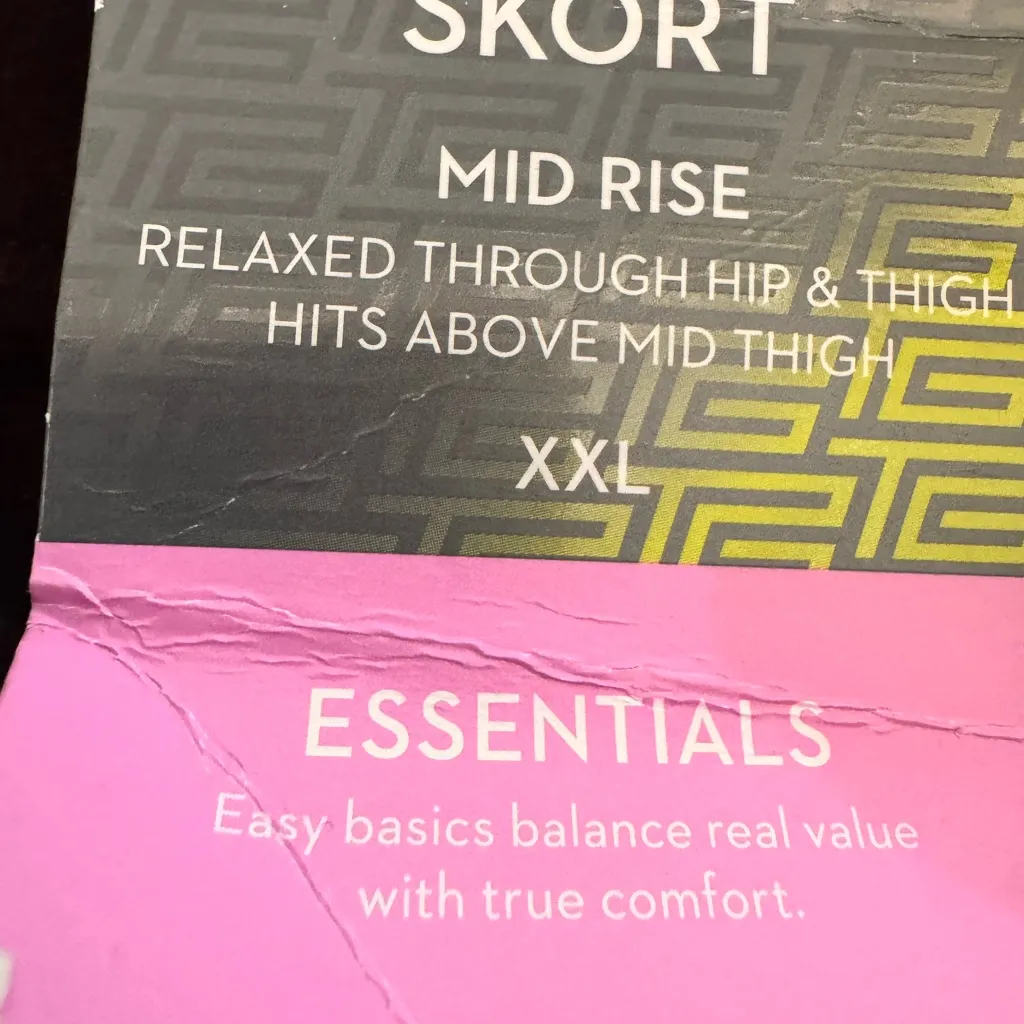 SKORT
MID RISE
RELAXED THROUGH HIP & THIGH
HITS ABOVE MID THIGH
XXL
ESSENTIALS
Easy basics balance real value
with true comfort.